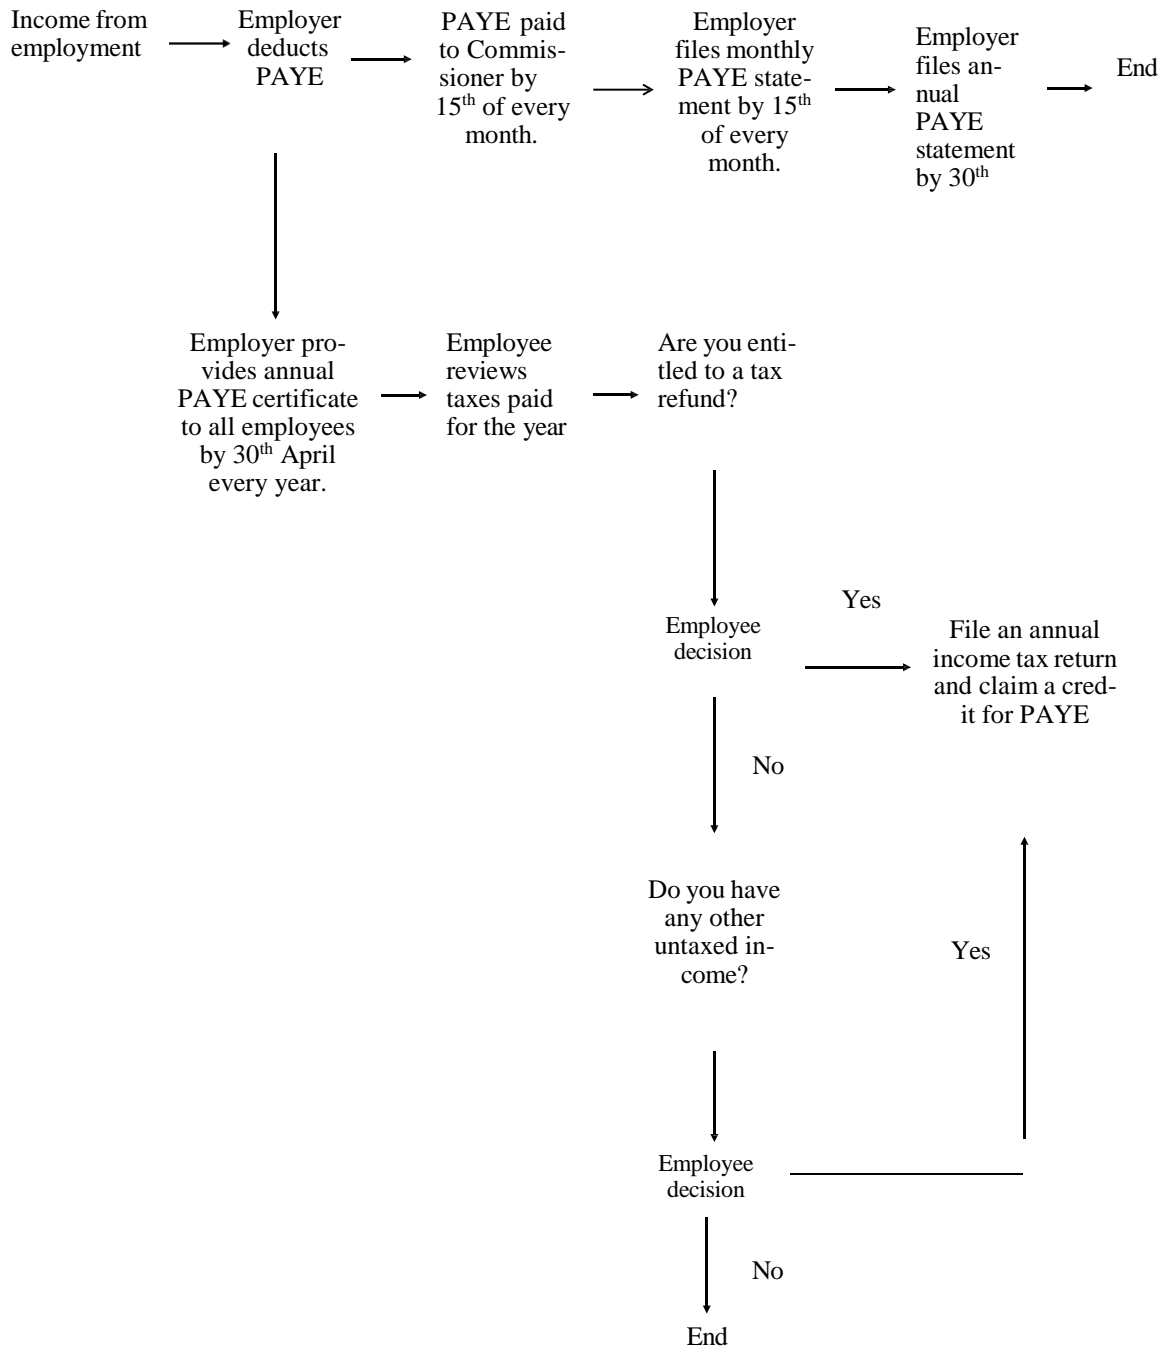 Income from
employment
Employer
deducts
PAYE
PAYE paid
to Commis-
sioner by
15th of every
month.
Employer
files monthly
PAYE state-
ment by 15th
of every
month.
Employer
files an-
nual
PAYE
statement
by 30th
End
Employer pro-
vides annual
PAYE certificate
to all employees
by 30th April
every year.
Employee
reviews
taxes paid
for the year
Are you enti-
tled to a tax
refund?
Employee
decision
Yes
File an annual
income tax return
and claim a cred-
it for PAYE
No
Do you have
any other
untaxed in-
come?
Yes
Employee
decision
No
End